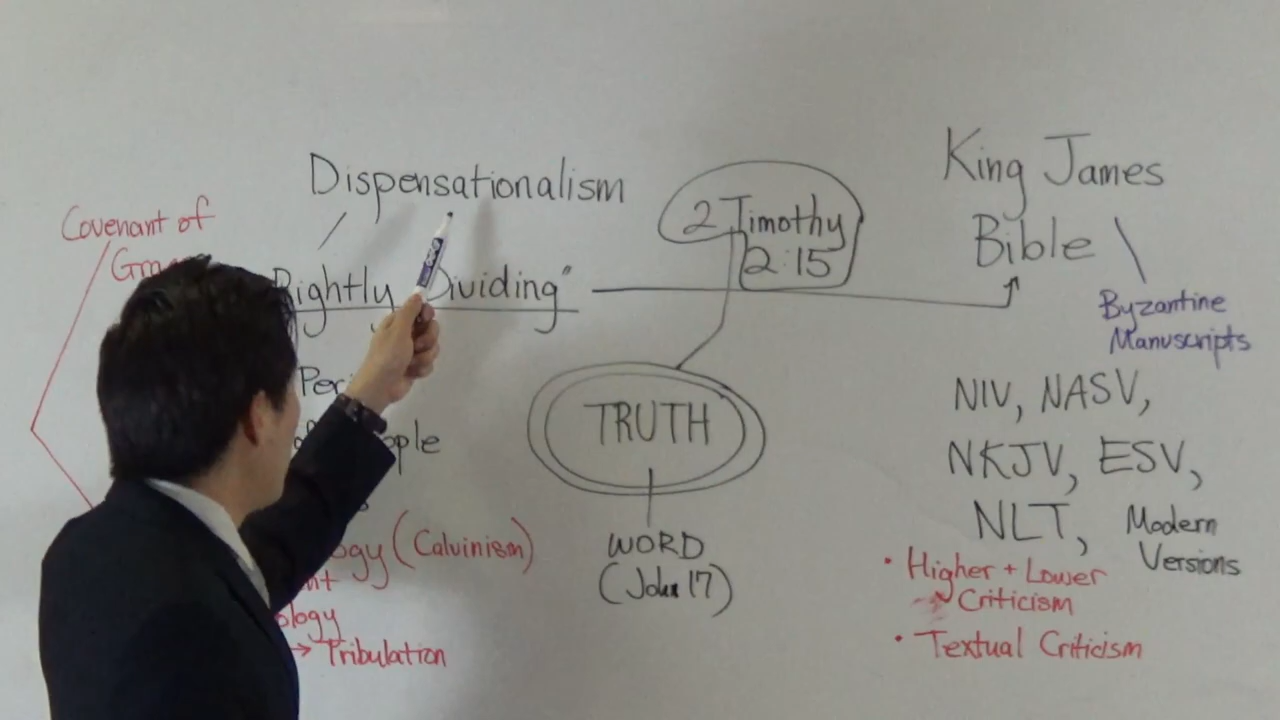 Dispensationalism
Covenant of
Rightly Dividing"
(Calvinism)
→ Tribulation
2 Timothy
2:15
TRUTH
WORD
(John 17)
King James
Bible
Byzantine
Manuscripts
NIV, NASV,
NKJV, ESV,
NLT,
Modern
Versions
• Higher + Lower
Criticism
• Textual Criticism